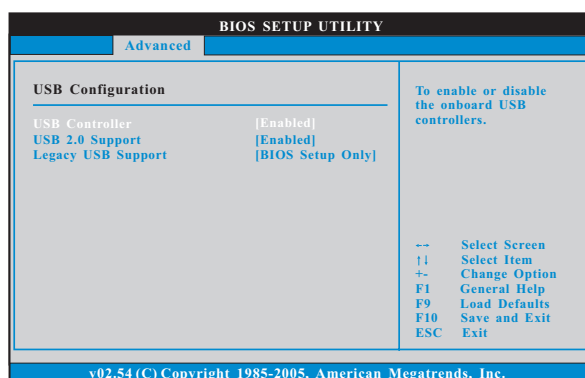 BIOS SETUP UTILITY
Advanced
USB Configuration
USB Controller [Enabled]
USB 2.0 Support [Enabled]
Legacy USB Support [BIOS Setup Only]
To enable or disable
the onboard USB
controllers.
←→ Select Screen
↑↓ Select Item
+- Change Option
F1 General Help
F9 Load Defaults
F10 Save and Exit
ESC Exit
v02.54 (C) Copyright 1985-2005, American Megatrends, Inc.